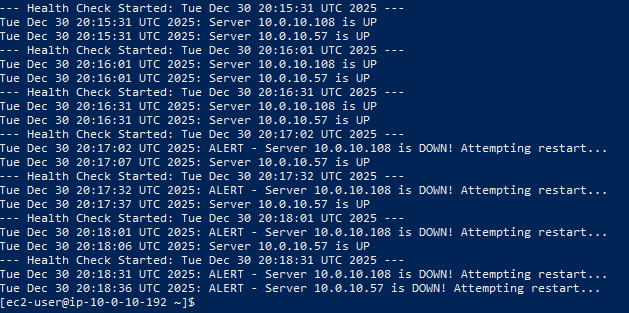 --- Health Check Started: Tue Dec 30 20:15:31 UTC 2025 ---
Tue Dec 30 20:15:31 UTC 2025: Server 10.0.10.108 is UP
Tue Dec 30 20:15:31 UTC 2025: Server 10.0.10.57 is UP
--- Health Check Started: Tue Dec 30 20:16:01 UTC 2025 ---
Tue Dec 30 20:16:01 UTC 2025: Server 10.0.10.108 is UP
Tue Dec 30 20:16:01 UTC 2025: Server 10.0.10.57 is UP
--- Health Check Started: Tue Dec 30 20:16:31 UTC 2025 ---
Tue Dec 30 20:16:31 UTC 2025: Server 10.0.10.108 is UP
Tue Dec 30 20:16:31 UTC 2025: Server 10.0.10.57 is UP
--- Health Check Started: Tue Dec 30 20:17:02 UTC 2025 ---
Tue Dec 30 20:17:02 UTC 2025: ALERT - Server 10.0.10.108 is DOWN! Attempting restart...
Tue Dec 30 20:17:07 UTC 2025: Server 10.0.10.57 is UP
--- Health Check Started: Tue Dec 30 20:17:32 UTC 2025 ---
Tue Dec 30 20:17:32 UTC 2025: ALERT - Server 10.0.10.108 is DOWN! Attempting restart...
Tue Dec 30 20:17:37 UTC 2025: Server 10.0.10.57 is UP
--- Health Check Started: Tue Dec 30 20:18:01 UTC 2025 ---
Tue Dec 30 20:18:01 UTC 2025: ALERT - Server 10.0.10.108 is DOWN! Attempting restart...
Tue Dec 30 20:18:06 UTC 2025: Server 10.0.10.57 is UP
--- Health Check Started: Tue Dec 30 20:18:31 UTC 2025 ---
Tue Dec 30 20:18:31 UTC 2025: ALERT - Server 10.0.10.108 is DOWN! Attempting restart...
Tue Dec 30 20:18:36 UTC 2025: ALERT - Server 10.0.10.57 is DOWN! Attempting restart...
[ec2-user@ip-10-0-10-192 ~]$